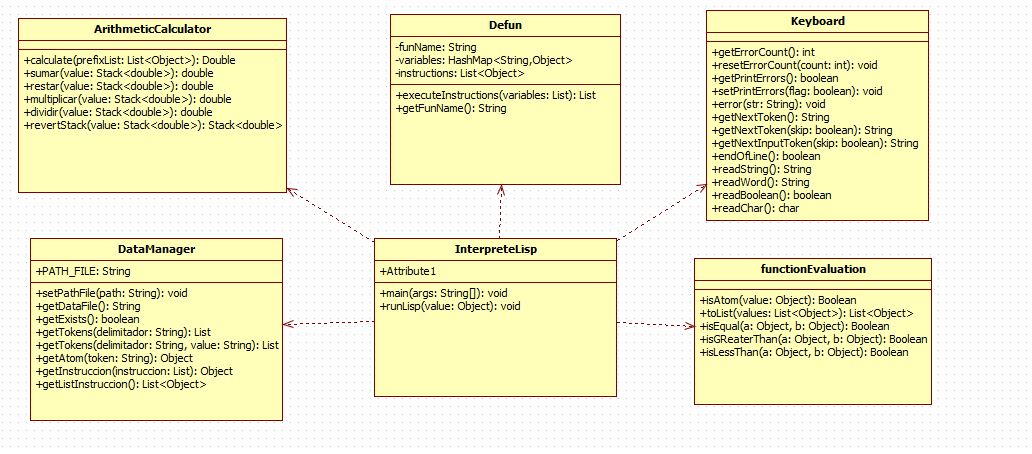 ArithmeticCalculator
+calculate(prefixList: List<Object>): Double
+sumar(value: Stack<double>): double
+restar(value: Stack<double>): double
+multiplicar(value: Stack<double>): double
+dividir(value: Stack<double>): double
+revertStack(value: Stack<double>): Stack<double>
Defun
-funName: String
-variables: HashMap<String,Object>
-instructions: List<Object>
+executeInstructions(variables: List): List
+getFunName(): String
Keyboard
+getErrorCount(): int
+resetErrorCount(count: int): void
+getPrintErrors(): boolean
+setPrintErrors(flag: boolean): void
+error(str: String): void
+getNextToken(): String
+getNextToken(skip: boolean): String
+getNextInputToken(skip: boolean): String
+endOfLine(): boolean
+readString(): String
+readWord(): String
+readBoolean(): boolean
+readChar(): char
DataManager
+PATH_FILE: String
+setPathFile(path: String): void
+getDataFile(): String
+getExists(): boolean
+getTokens(delimitador: String): List
+getTokens(delimitador: String, value: String): List
+getAtom(token: String): Object
+getInstruccion(instruccion: List): Object
+getListInstruccion(): List<Object>
InterpreteLisp
+Attribute1
+main(args: String[]): void
+runLisp(value: Object): void
functionEvaluation
+isAtom(value: Object): Boolean
+toList(values: List<Object>): List<Object>
+isEqual(a: Object, b: Object): Boolean
+isGReaterThan(a: Object, b: Object): Boolean
+isLessThan(a: Object, b: Object): Boolean